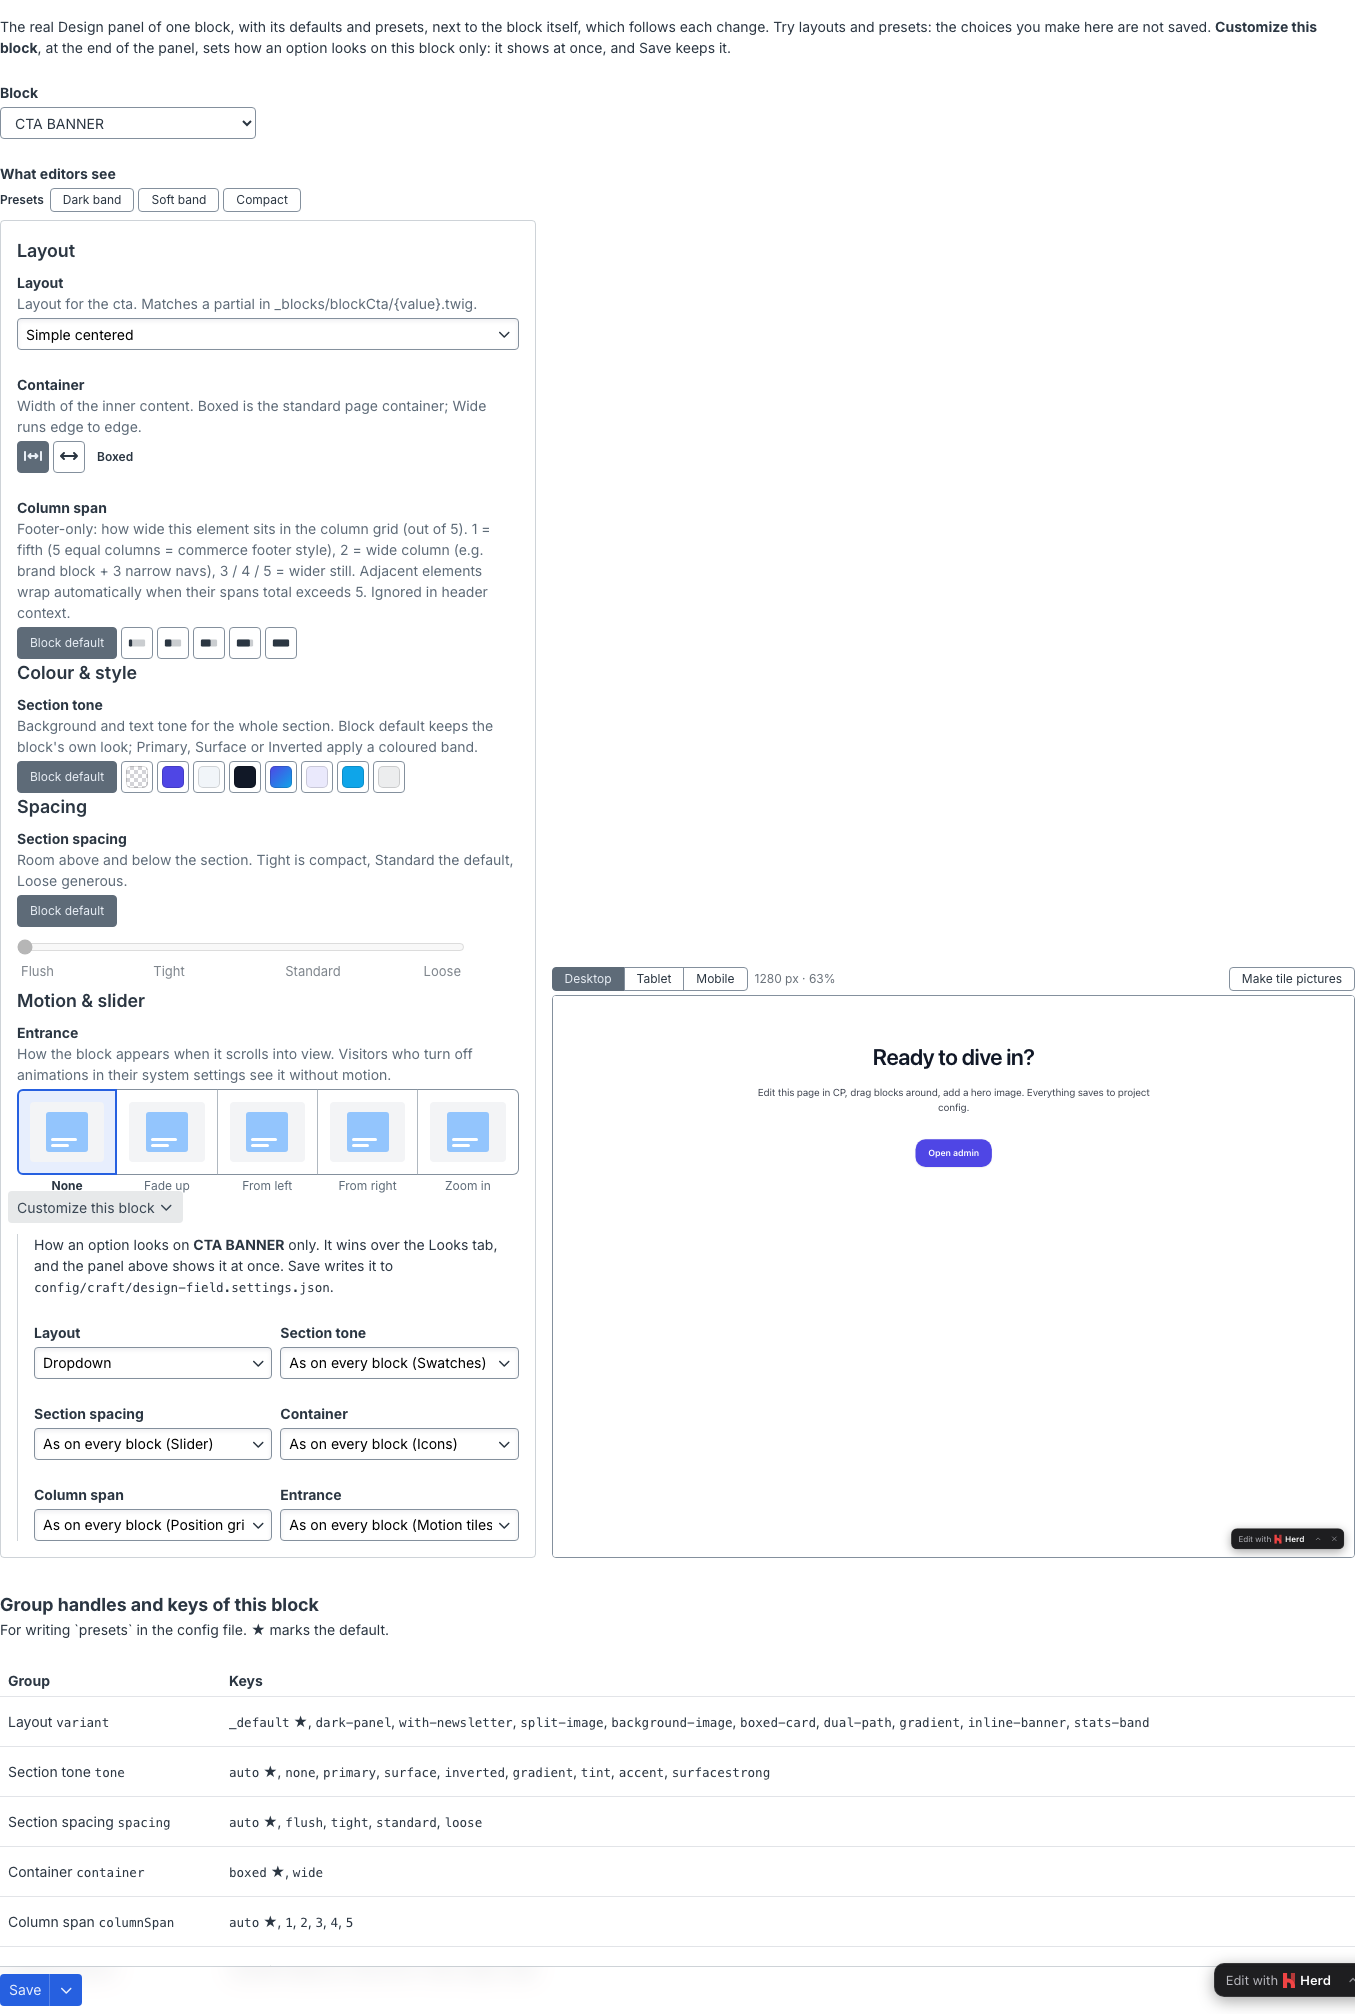 The real Design panel of one block, with its defaults and presets, next to the block itself, which follows each change. Try layouts and presets: the choices you make here are not saved. Customize this
block, at the end of the panel, sets how an option looks on this block only: it shows at once, and Save keeps it.
Block
CTA BANNER
What editors see
Presets Dark band Soft band Compact
Layout
Layout
Layout for the cta. Matches a partial in _blocks/blockCta/{value}.twig.
Simple centered
Container
Width of the inner content. Boxed is the standard page container; Wide
runs edge to edge.
Boxed
Column span
Footer-only: how wide this element sits in the column grid (out of 5). 1 =
fifth (5 equal columns = commerce footer style), 2 = wide column (e.g.
brand block + 3 narrow navs), 3 / 4 / 5 = wider still. Adjacent elements
wrap automatically when their spans total exceeds 5. Ignored in header
context.
Block default
Colour & style
Section tone
Background and text tone for the whole section. Block default keeps the
block's own look; Primary, Surface or Inverted apply a coloured band.
Block default
Spacing
Section spacing
Room above and below the section. Tight is compact, Standard the default,
Loose generous.
Block default
Flush Tight Standard Loose
Motion & slider
Entrance
How the block appears when it scrolls into view. Visitors who turn off
animations in their system settings see it without motion.
None Fade up From left From right Zoom in
Customize this block
How an option looks on CTA BANNER only. It wins over the Looks tab,
and the panel above shows it at once. Save writes it to
config/craft/design-field.settings.json.
Layout Section tone
Dropdown As on every block (Swatches)
Section spacing Container
As on every block (Slider) As on every block (Icons)
Column span Entrance
As on every block (Position gri As on every block (Motion tiles
Desktop Tablet Mobile 1280 px · 63% Make tile pictures
Ready to dive in?
Edit this page in CP, drag blocks around, add a hero image. Everything saves to project
config.
Open admin
Edit with Herd
Group handles and keys of this block
For writing `presets` in the config file. ★ marks the default.
Group Keys
Layout variant _default ★, dark-panel, with-newsletter, split-image, background-image, boxed-card, dual-path, gradient, inline-banner, stats-band
Section tone tone auto ★, none, primary, surface, inverted, gradient, tint, accent, surfacestrong
Section spacing spacing auto ★, flush, tight, standard, loose
Container container boxed ★, wide
Column span columnSpan auto ★, 1, 2, 3, 4, 5
Save
Edit with Herd